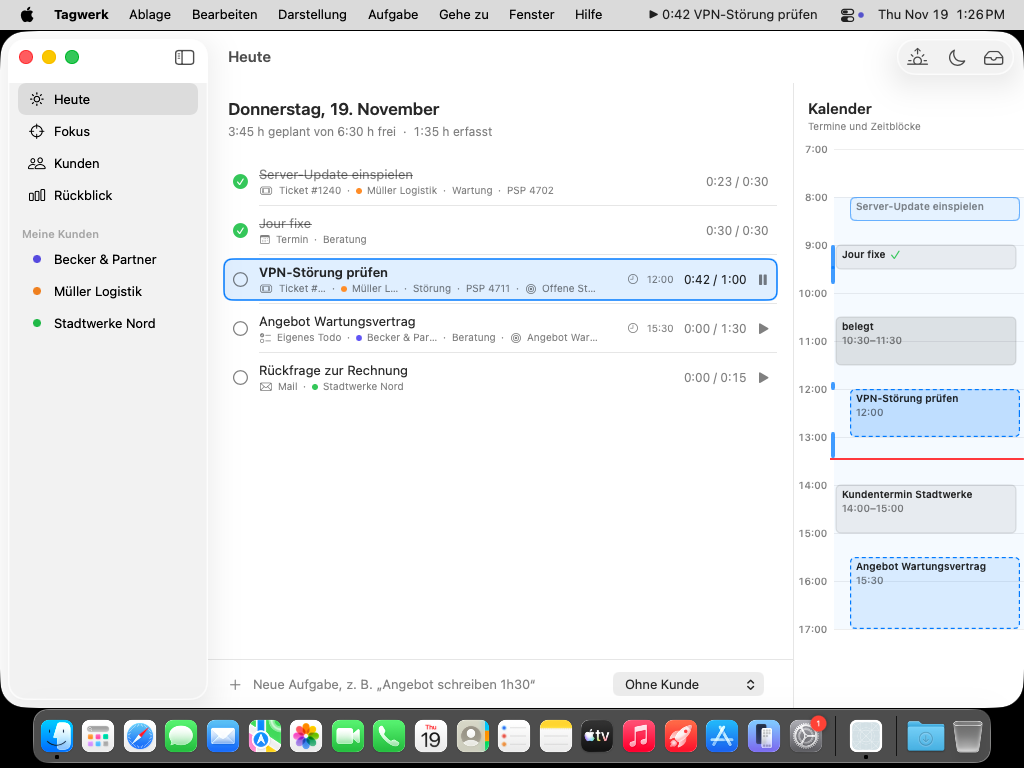 Tagwerk Ablage Bearbeiten Darstellung Aufgabe Gehe zu Fenster Hilfe 0:42 VPN-Störung prüfen Thu Nov 19 1:26 PM
Heute
Heute
Fokus
Kunden
Rückblick
Meine Kunden
Becker & Partner
Müller Logistik
Stadtwerke Nord
Donnerstag, 19. November
3:45 h geplant von 6:30 h frei · 1:35 h erfasst
Server-Update einspielen 0:23 / 0:30
Ticket #1240 · Müller Logistik · Wartung · PSP 4702
Jour fixe 0:30 / 0:30
Termin · Beratung
VPN-Störung prüfen 12:00 0:42 / 1:00
Ticket #... · Müller L... · Störung · PSP 4711 · Offene St...
Angebot Wartungsvertrag 15:30 0:00 / 1:30
Eigenes Todo · Becker & Par... · Beratung · Angebot War...
Rückfrage zur Rechnung 0:00 / 0:15
Mail · Stadtwerke Nord
+ Neue Aufgabe, z. B. „Angebot schreiben 1h30“ Ohne Kunde
Kalender
Termine und Zeitblöcke
7:00
8:00
Server-Update einspielen
9:00
Jour fixe ✓
10:00
belegt
10:30–11:30
11:00
12:00
VPN-Störung prüfen
12:00
13:00
14:00
Kundentermin Stadtwerke
14:00–15:00
15:00
Angebot Wartungsvertrag
15:30
16:00
17:00
Thu
19
tv
1